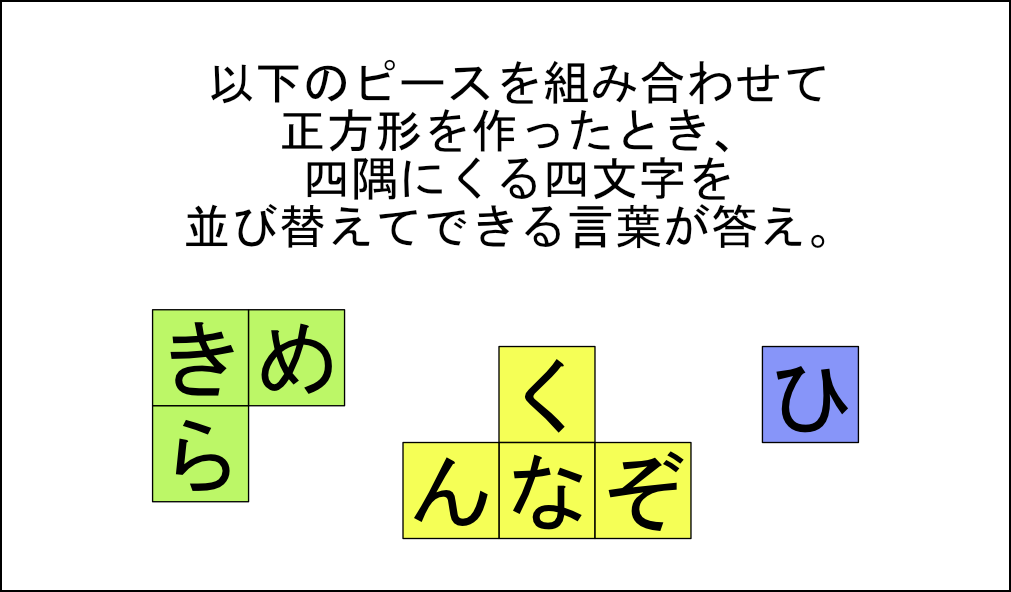 以下のピースを組み合わせて
正方形を作ったとき、
四隅にくる四文字を
並び替えてできる言葉が答え。
きめ
ら
く
んなぞ
ひ